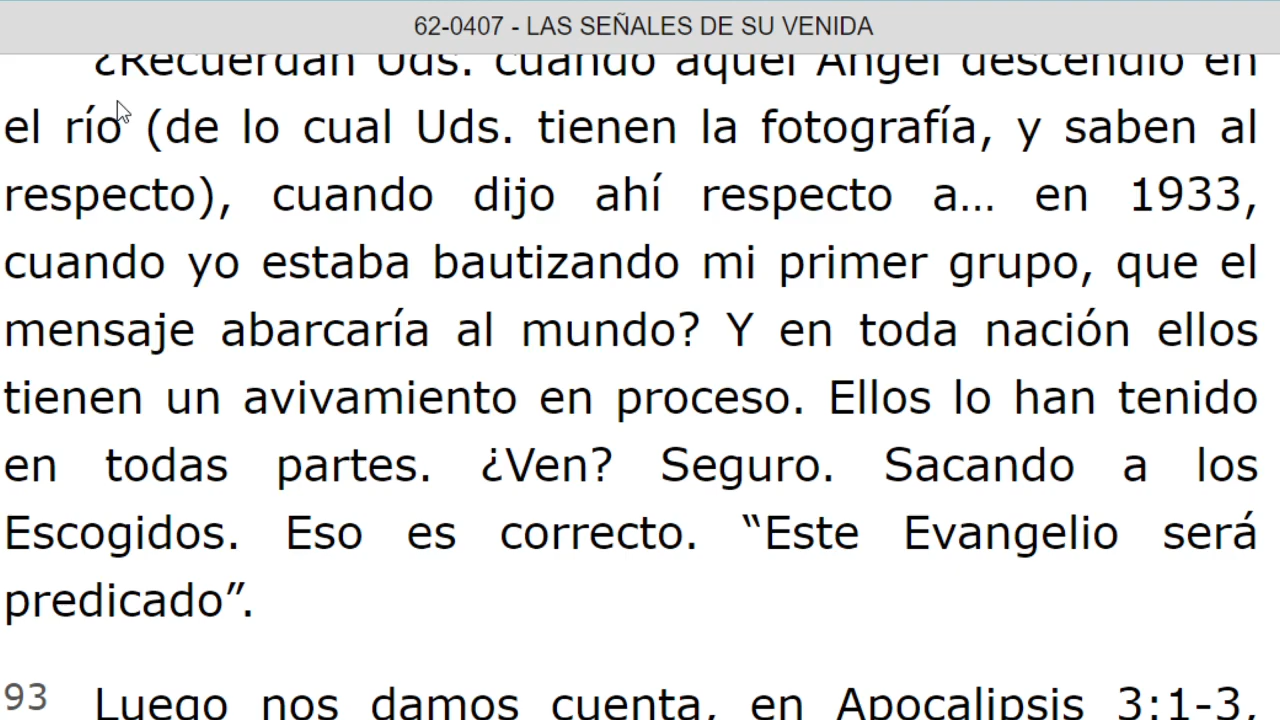 62-0407 - LAS SEÑALES DE SU VENIDA
¿Recuerdan Uds. cuando aquel Ángel descendió en
el río (de lo cual Uds. tienen la fotografía, y saben al
respecto), cuando dijo ahí respecto a… en 1933,
cuando yo estaba bautizando mi primer grupo, que el
mensaje abarcaría al mundo? Y en toda nación ellos
tienen un avivamiento en proceso. Ellos lo han tenido
en todas partes. ¿Ven? Seguro. Sacando a los
Escogidos. Eso es correcto. “Este Evangelio será
predicado”.
93 Luego nos damos cuenta, en Apocalipsis 3:1-3,